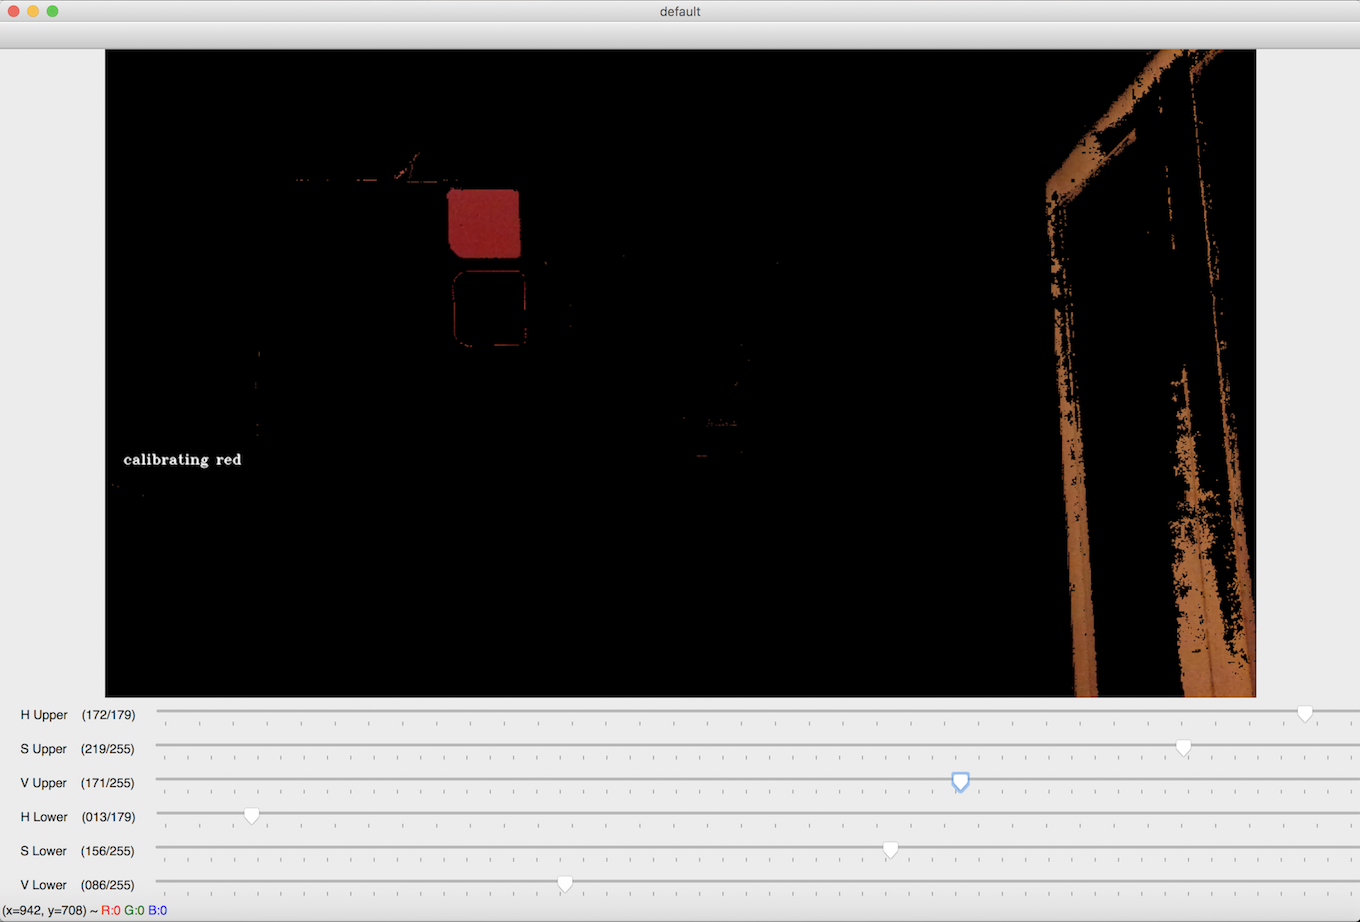 default
calibrating red
H Upper (172/179)
S Upper (219/255)
V Upper (171/255)
H Lower (013/179)
S Lower (156/255)
V Lower (086/255)
(x=942, y=708) ~ R:0 G:0 B:0